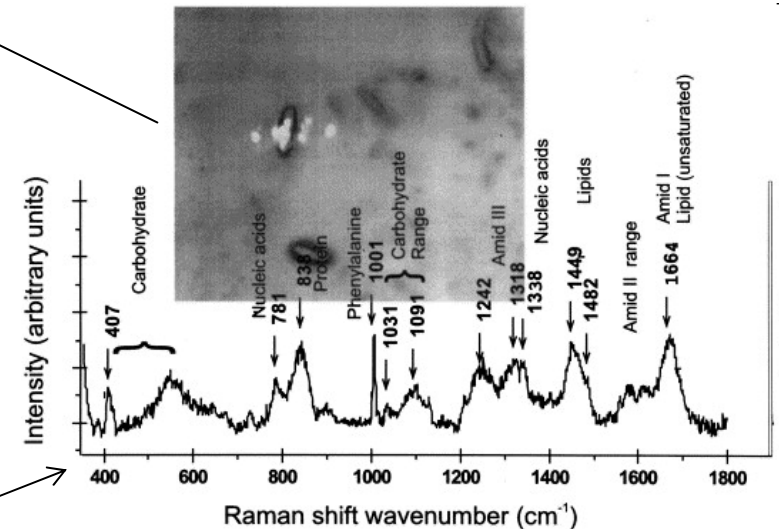 Intensity (arbitrary units)
407
Carbohydrate
Nucleic acids
781
838
Protein
Phenylalanine
1001
1031
Carbohydrate
Range
1091
1242
Amid III
1318
1338
Nucleic acids
1449
Lipids
1482
Amid II range
Amid I
Lipid (unsaturated)
1664
400 600 800 1000 1200 1400 1600 1800
Raman shift wavenumber (cm⁻¹)